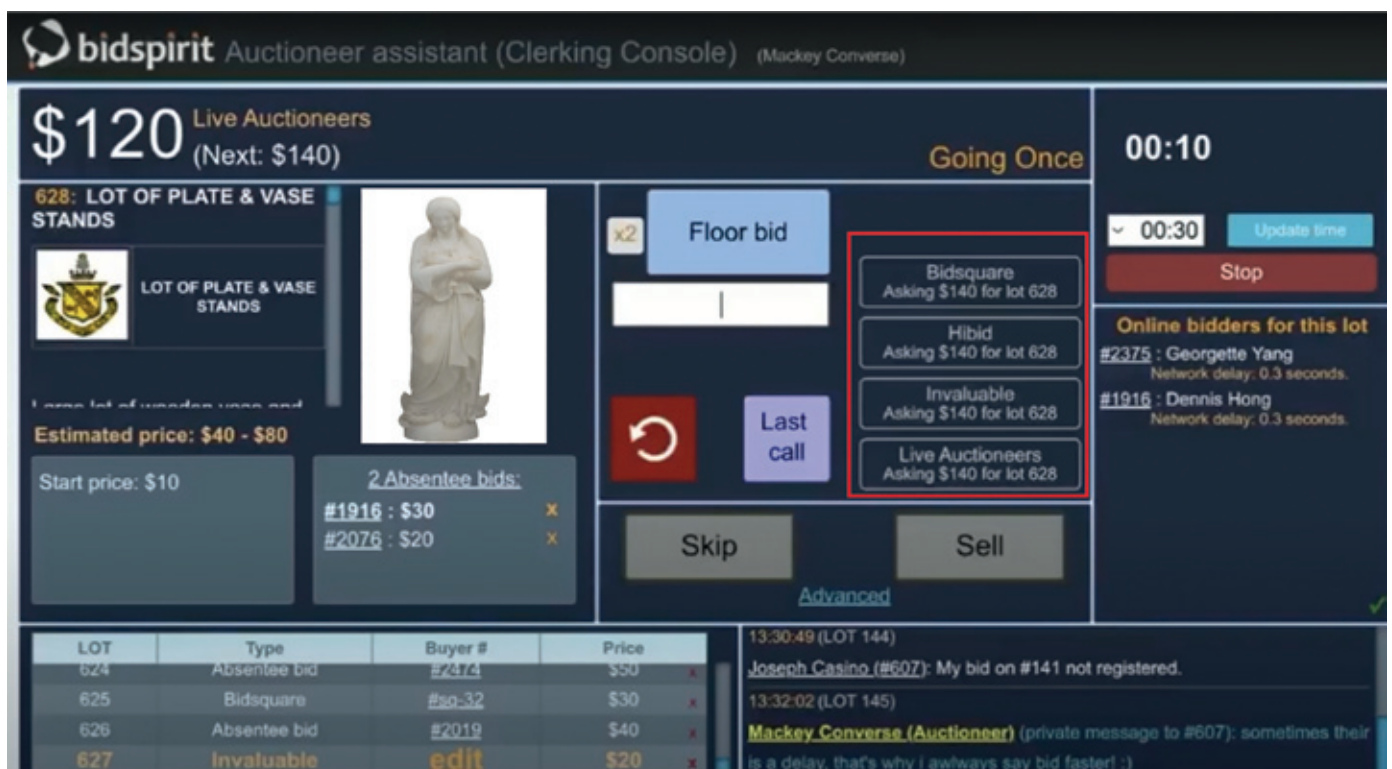 bidspirit Auctioneer assistant (Clerking Console) (Mackey Converse)
$120 Live Auctioneers
(Next: $140)
Going Once
00:10
628: LOT OF PLATE & VASE
STANDS
LOT OF PLATE & VASE
STANDS
Large lot of wooden vase and
Estimated price: $40 - $80
Start price: $10
2 Absentee bids:
#1916 : $30 x
#2076 : $20 x
x2
Floor bid
Last
call
Bidsquare
Asking $140 for lot 628
Hibid
Asking $140 for lot 628
Invaluable
Asking $140 for lot 628
Live Auctioneers
Asking $140 for lot 628
Skip
Sell
Advanced
00:30
Update time
Stop
Online bidders for this lot
#2375 : Georgette Yang
Network delay: 0.3 seconds.
#1916 : Dennis Hong
Network delay: 0.3 seconds.
LOT Type Buyer # Price
624 Absentee bid #2474 $50 x
625 Bidsquare #sq-32 $30 x
626 Absentee bid #2019 $40 x
627 Invaluable edit $20 x
13:30:49 (LOT 144)
Joseph Casino (#607): My bid on #141 not registered.
13:32:02 (LOT 145)
Mackey Converse (Auctioneer) (private message to #607): sometimes their
is a delay, that's why i awlways say bid faster! :)